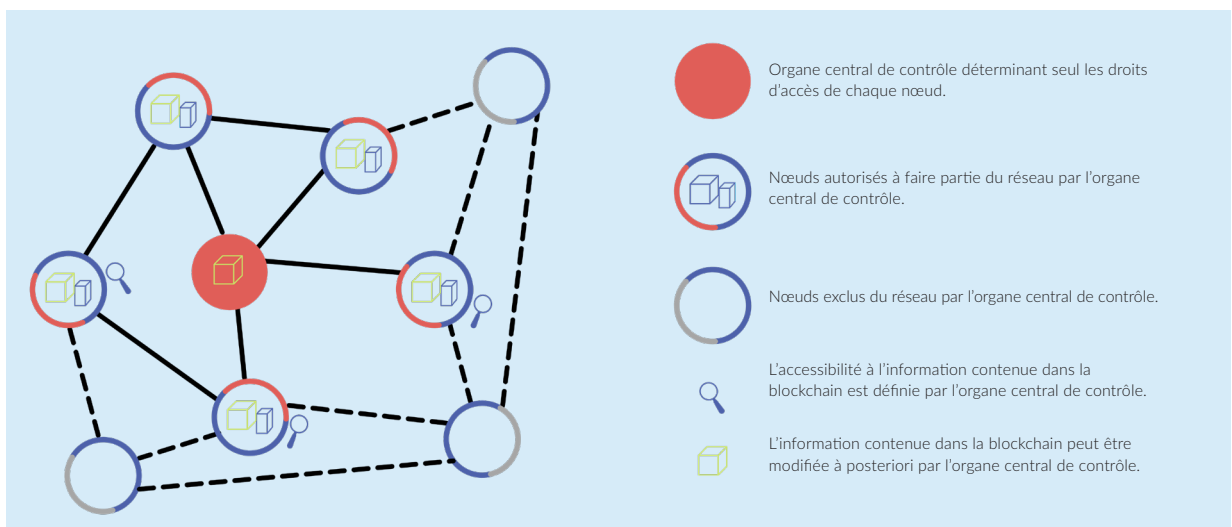 Organe central de contrôle déterminant seul les droits
d’accès de chaque nœud.
Nœuds autorisés à faire partie du réseau par l’organe
central de contrôle.
Nœuds exclus du réseau par l’organe central de contrôle.
L’accessibilité à l’information contenue dans la
blockchain est définie par l’organe central de contrôle.
L’information contenue dans la blockchain peut être
modifiée à posteriori par l’organe central de contrôle.